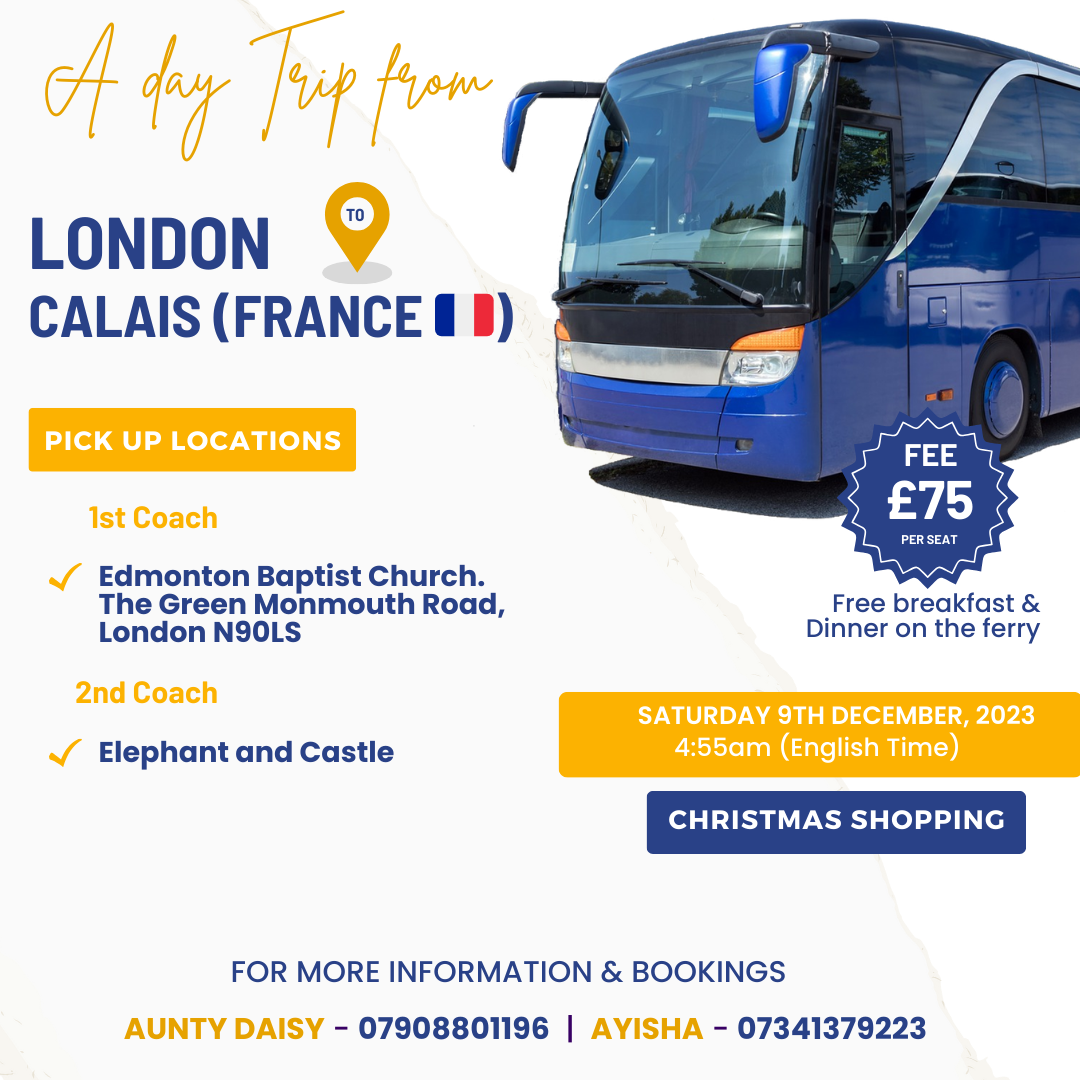 A day Trip from
LONDON
TO
CALAIS (FRANCE 🇫🇷)
PICK UP LOCATIONS
1st Coach
Edmonton Baptist Church.
The Green Monmouth Road,
London N90LS
2nd Coach
Elephant and Castle
FEE
£75
PER SEAT
Free breakfast &
Dinner on the ferry
SATURDAY 9TH DECEMBER, 2023
4:55am (English Time)
CHRISTMAS SHOPPING
FOR MORE INFORMATION & BOOKINGS
AUNTY DAISY - 07908801196 | AYISHA - 07341379223